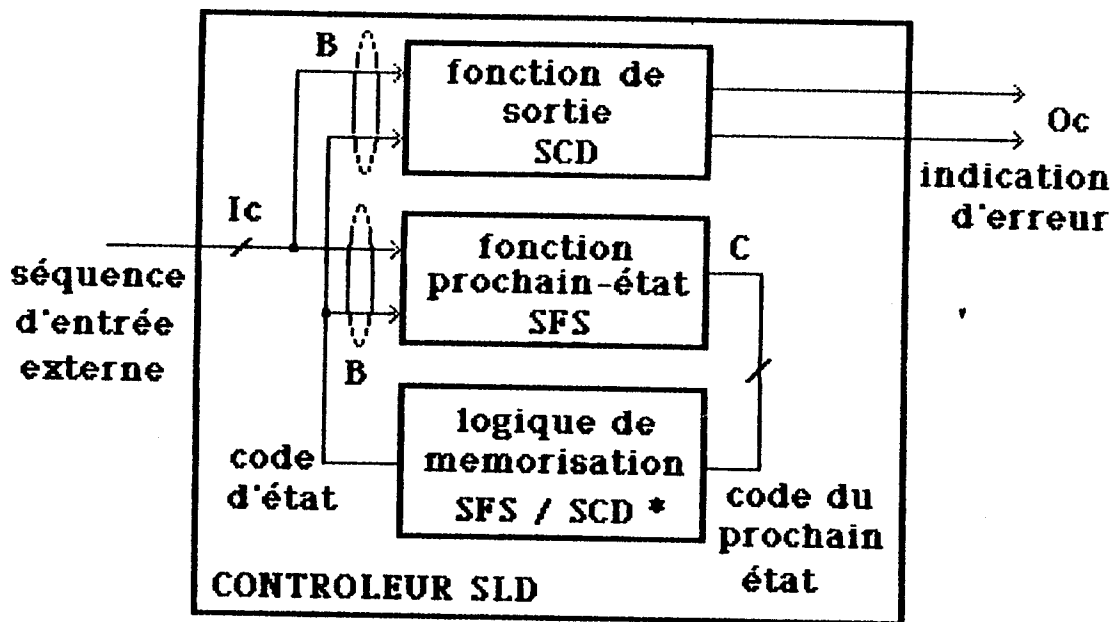 B
fonction de
sortie
SCD
Oc
indication
d'erreur
Ic
séquence
d'entrée
externe
fonction
prochain-état
SFS
C
B
logique de
memorisation
SFS / SCD *
code
d'état
code du
prochain
état
CONTROLEUR SLD